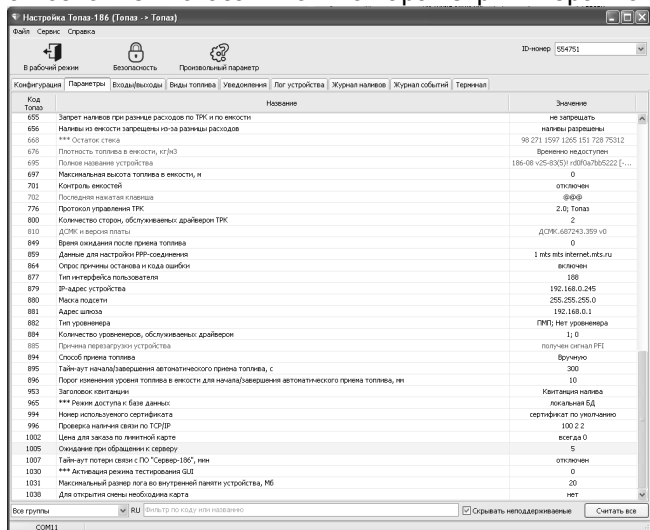 Настройка Топаз-186 (Топаз -> Топаз)
Файл Сервис Справка
В рабочий режим Безопасность Произвольный параметр ID-номер 554751
Конфигурация Параметры Входы/выходы Виды топлива Уведомления Лог устройства Журнал наливов Журнал событий Терминал
Код Топаз Название Значение
655 Запрет наливов при разнице расходов по ТРК и по емкости не запрещать
656 Наливы из емкости запрещены из-за разницы расходов наливы разрешены
668 *** Остаток стека 98 271 1597 1265 151 728 75312
676 Плотность топлива в емкости, кг/м3 Временно недоступен
695 Полное название устройства 186-08 v25-83(5)! rd0f0a7bb5222 [-...
697 Максимальная высота топлива в емкости, м 0
701 Контроль емкостей отключен
702 Последняя нажатая клавиша @@@
776 Протокол управления ТРК 2.0; Топаз
800 Количество сторон, обслуживаемых драйвером ТРК 2
810 ДСМК и версия платы ДСМК.687243.359 v0
849 Время ожидания после приема топлива 0
859 Данные для настройки PPP-соединения 1 mts mts internet.mts.ru
864 Опрос причины останова и кода ошибки включен
877 Тип интерфейса пользователя 188
879 IP-адрес устройства 192.168.0.245
880 Маска подсети 255.255.255.0
881 Адрес шлюза 192.168.0.1
882 Тип уровнемера ПМП; Нет уровнемера
884 Количество уровнемеров, обслуживаемых драйвером 1; 0
885 Причина перезагрузки устройства получен сигнал PFI
894 Способ приема топлива Вручную
895 Тайм-аут начала/завершения автоматического приема топлива, с 300
896 Порог изменения уровня топлива в емкости для начала/завершения автоматического приема топлива, мм 10
953 Заголовок квитанции Квитанция налива
965 *** Режим доступа к базе данных локальная БД
994 Номер используемого сертификата сертификат по умолчанию
996 Проверка наличия связи по TCP/IP 100 2 2
1002 Цена для заказа по лимитной карте всегда 0
1005 Ожидание при обращении к серверу 5
1007 Тайм-аут потери связи с ПО "Сервер-186", мин отключен
1030 *** Активация режима тестирования GUI 0
1031 Максимальный размер лога во внутренней памяти устройства, Мб 20
1038 Для открытия смены необходима карта нет
Все группы RU Фильтр по коду или названию Скрывать неподдерживаемые Считать все
COM11